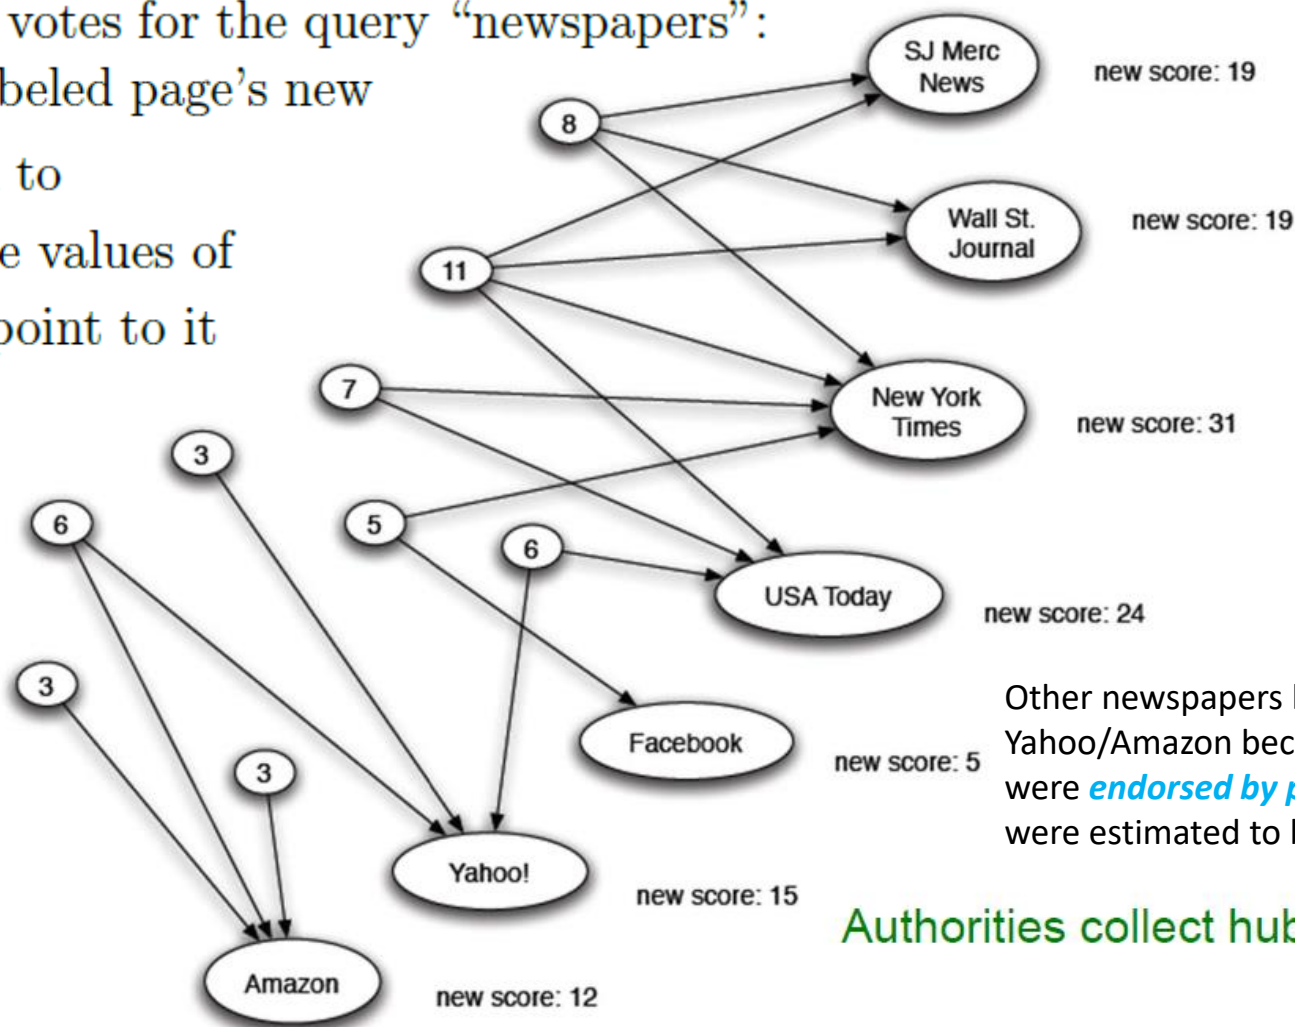 votes for the query “newspapers”:
beled page's new
to
e values of
point to it
SJ Merc
News
new score: 19
8
Wall St.
Journal
new score: 19
11
New York
Times
new score: 31
7
3
6
5
6
USA Today
new score: 24
3
Other newspapers
Yahoo/Amazon bec
were endorsed by p
were estimated to
Facebook
new score: 5
3
Yahoo!
new score: 15
Authorities collect hub
Amazon
new score: 12